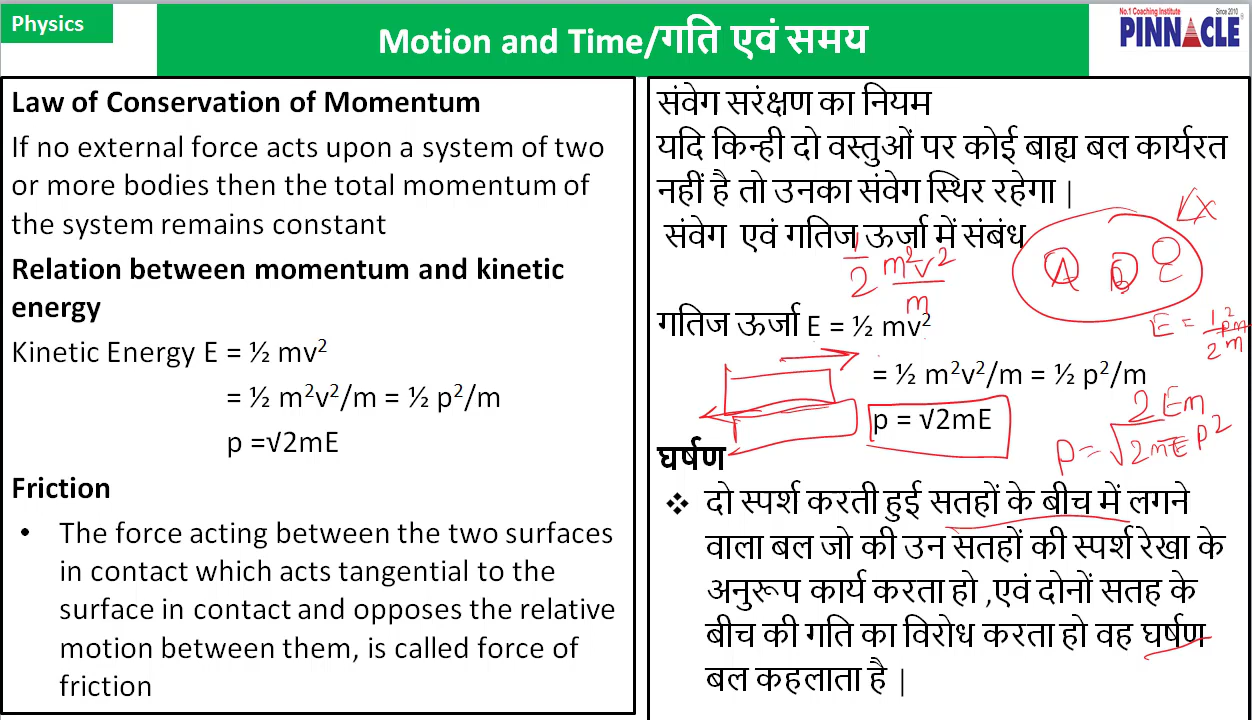 Physics
Motion and Time/गति एवं समय
No.1 Coaching Institute
Since 2010
PINNACLE
Law of Conservation of Momentum
If no external force acts upon a system of two
or more bodies then the total momentum of
the system remains constant
Relation between momentum and kinetic
energy
Kinetic Energy E = ½ mv²
= ½ m²v²/m = ½ p²/m
p =√2mE
Friction
• The force acting between the two surfaces
in contact which acts tangential to the
surface in contact and opposes the relative
motion between them, is called force of
friction
संवेग सरंक्षण का नियम
यदि किन्ही दो वस्तुओं पर कोई बाह्य बल कार्यरत
नहीं है तो उनका संवेग स्थिर रहेगा |
संवेग एवं गतिज ऊर्जा में संबंध
1/2 m²v²/m
A B C
गतिज ऊर्जा E = ½ mv²
= ½ m²v²/m = ½ p²/m
p = √2mE
2Em
p = √2mE p²
घर्षण
❖ दो स्पर्श करती हुई सतहों के बीच में लगने
वाला बल जो की उन सतहों की स्पर्श रेखा के
अनुरूप कार्य करता हो ,एवं दोनों सतह के
बीच की गति का विरोध करता हो वह घर्षण
बल कहलाता है |